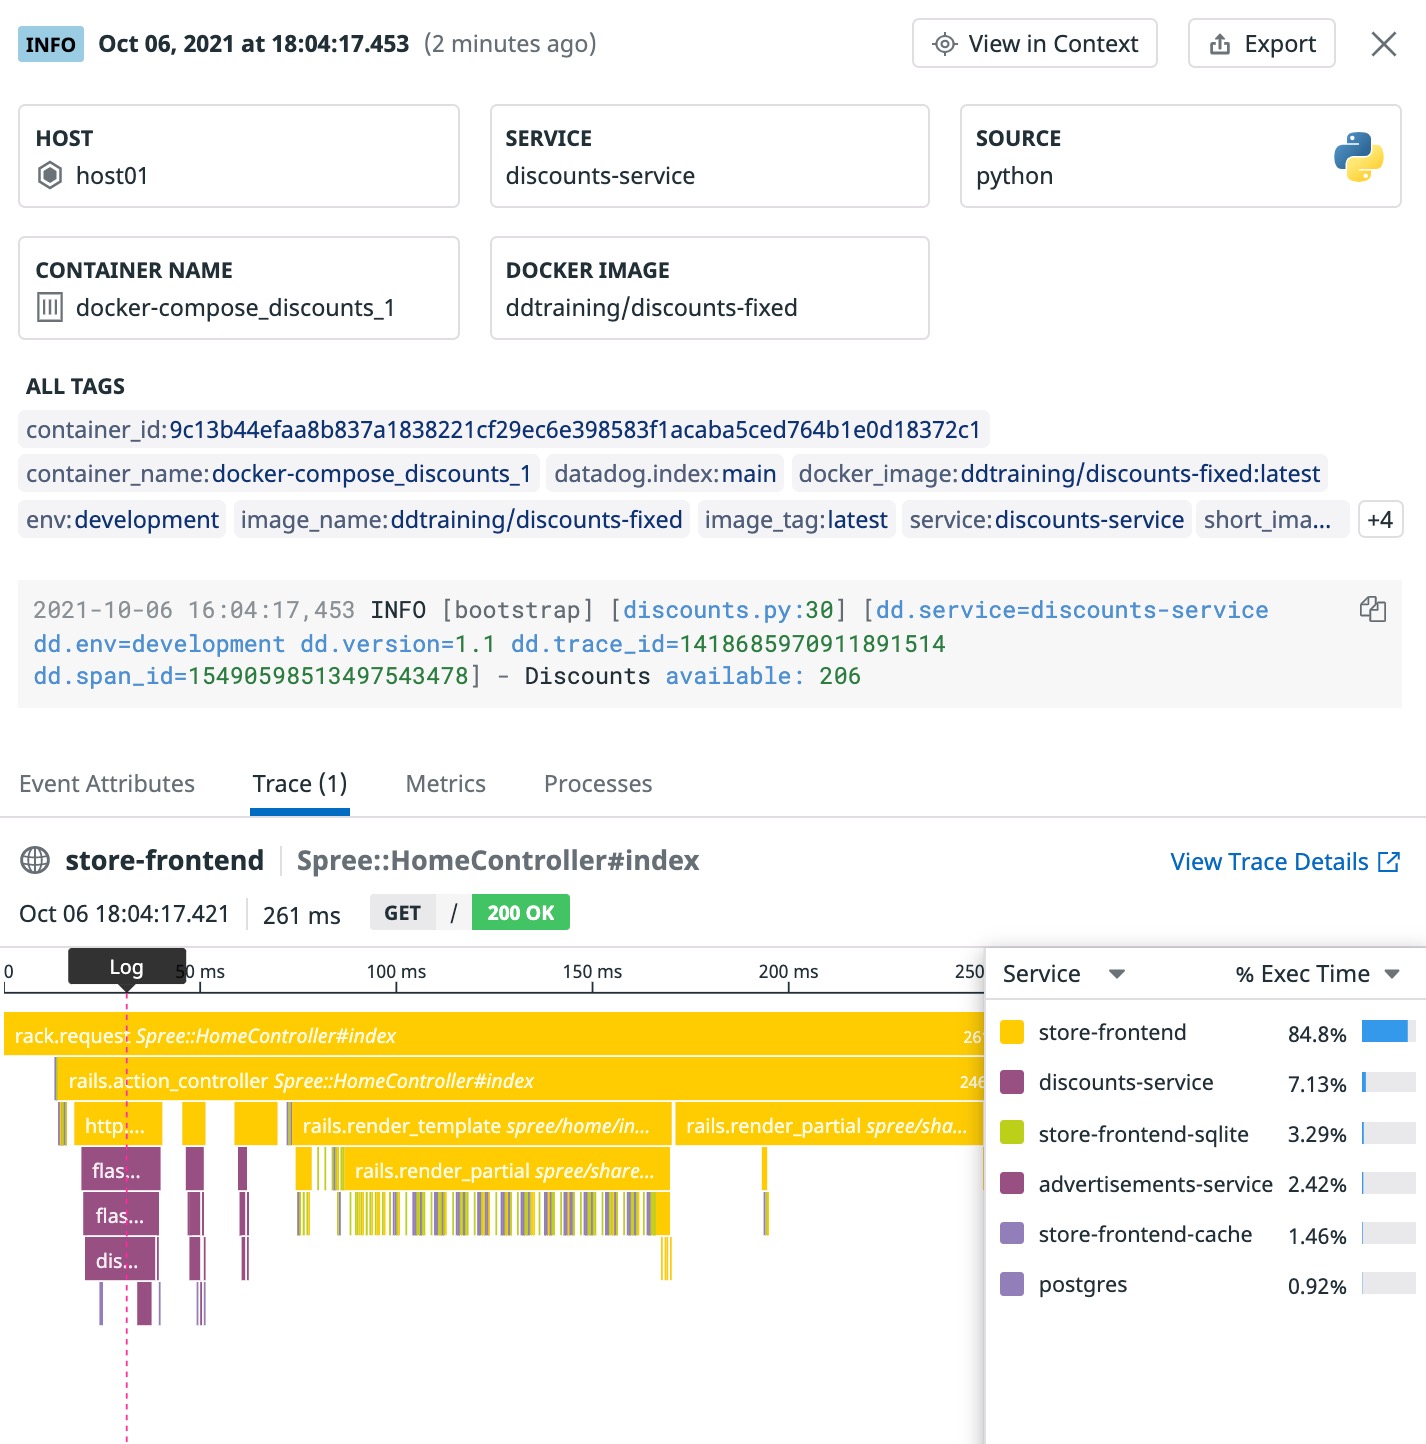 INFO Oct 06, 2021 at 18:04:17.453 (2 minutes ago) View in Context Export
HOST
host01
SERVICE
discounts-service
SOURCE
python
CONTAINER NAME
docker-compose_discounts_1
DOCKER IMAGE
ddtraining/discounts-fixed
ALL TAGS
container_id:9c13b44efaa8b837a1838221cf29ec6e398583f1acaba5ced764b1e0d18372c1
container_name:docker-compose_discounts_1 datadog.index:main docker_image:ddtraining/discounts-fixed:latest
env:development image_name:ddtraining/discounts-fixed image_tag:latest service:discounts-service short_ima... +4
2021-10-06 16:04:17,453 INFO [bootstrap] [discounts.py:30] [dd.service=discounts-service
dd.env=development dd.version=1.1 dd.trace_id=1418685970911891514
dd.span_id=15490598513497543478] - Discounts available: 206
Event Attributes Trace (1) Metrics Processes
store-frontend Spree::HomeController#index View Trace Details
Oct 06 18:04:17.421 261 ms GET / 200 OK
0 Log 50 ms 100 ms 150 ms 200 ms 250
rack.request Spree::HomeController#index 261
rails.action_controller Spree::HomeController#index 246
http.... rails.render_template spree/home/in... rails.render_partial spree/sha...
flas... rails.render_partial spree/share...
flas...
dis...
Service % Exec Time
store-frontend 84.8%
discounts-service 7.13%
store-frontend-sqlite 3.29%
advertisements-service 2.42%
store-frontend-cache 1.46%
postgres 0.92%